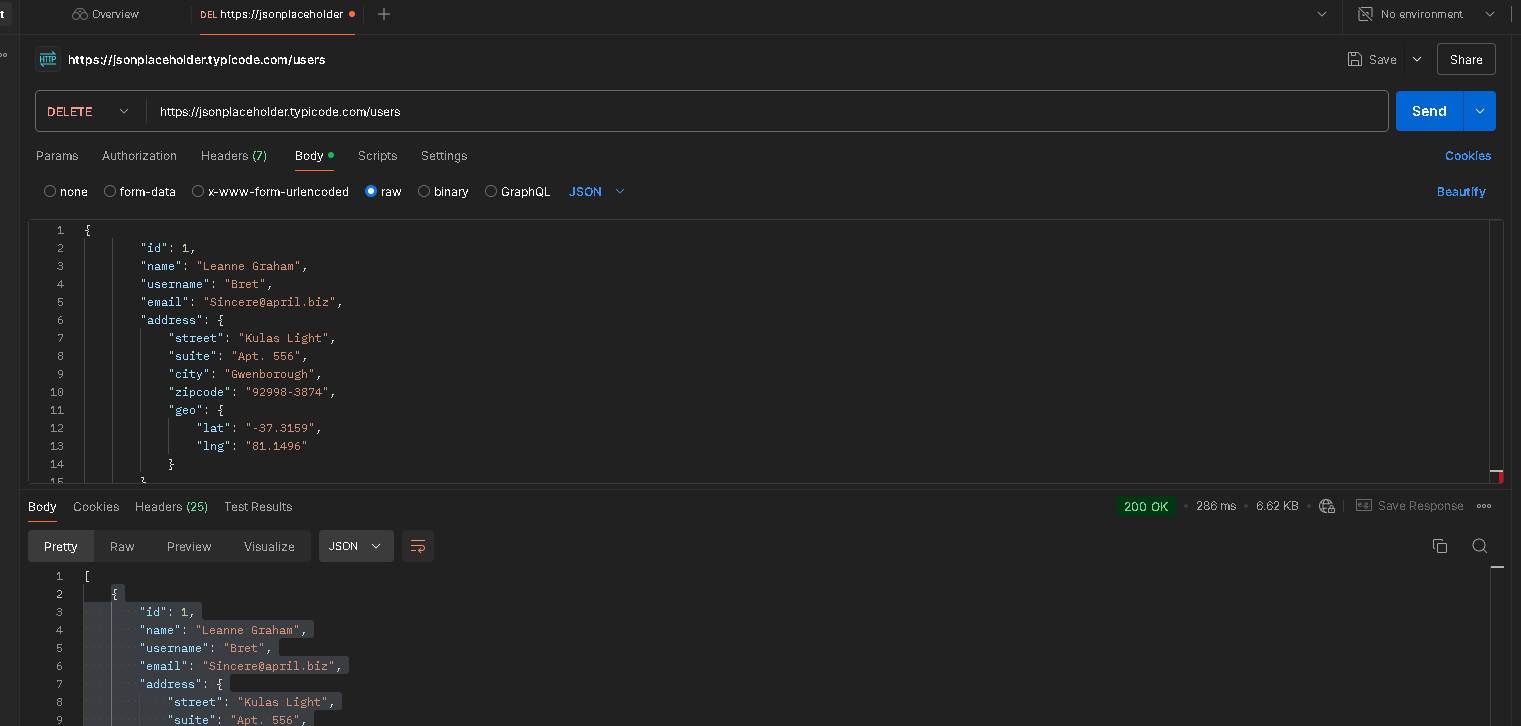 t
Overview DEL https://jsonplaceholder No environment
HTTP https://jsonplaceholder.typicode.com/users Save Share
DELETE https://jsonplaceholder.typicode.com/users Send
Params Authorization Headers (7) Body Scripts Settings Cookies
none form-data x-www-form-urlencoded raw binary GraphQL JSON Beautify
1 {
2 "id": 1,
3 "name": "Leanne Graham",
4 "username": "Bret",
5 "email": "Sincere@april.biz",
6 "address": {
7 "street": "Kulas Light",
8 "suite": "Apt. 556",
9 "city": "Gwenborough",
10 "zipcode": "92998-3874",
11 "geo": {
12 "lat": "-37.3159",
13 "lng": "81.1496"
14 }
15 }
Body Cookies Headers (25) Test Results 200 OK • 286 ms • 6.62 KB • Save Response
Pretty Raw Preview Visualize JSON
1 [
2 {
3 "id": 1,
4 "name": "Leanne Graham",
5 "username": "Bret",
6 "email": "Sincere@april.biz",
7 "address": {
8 "street": "Kulas Light",
9 "suite": "Apt. 556",